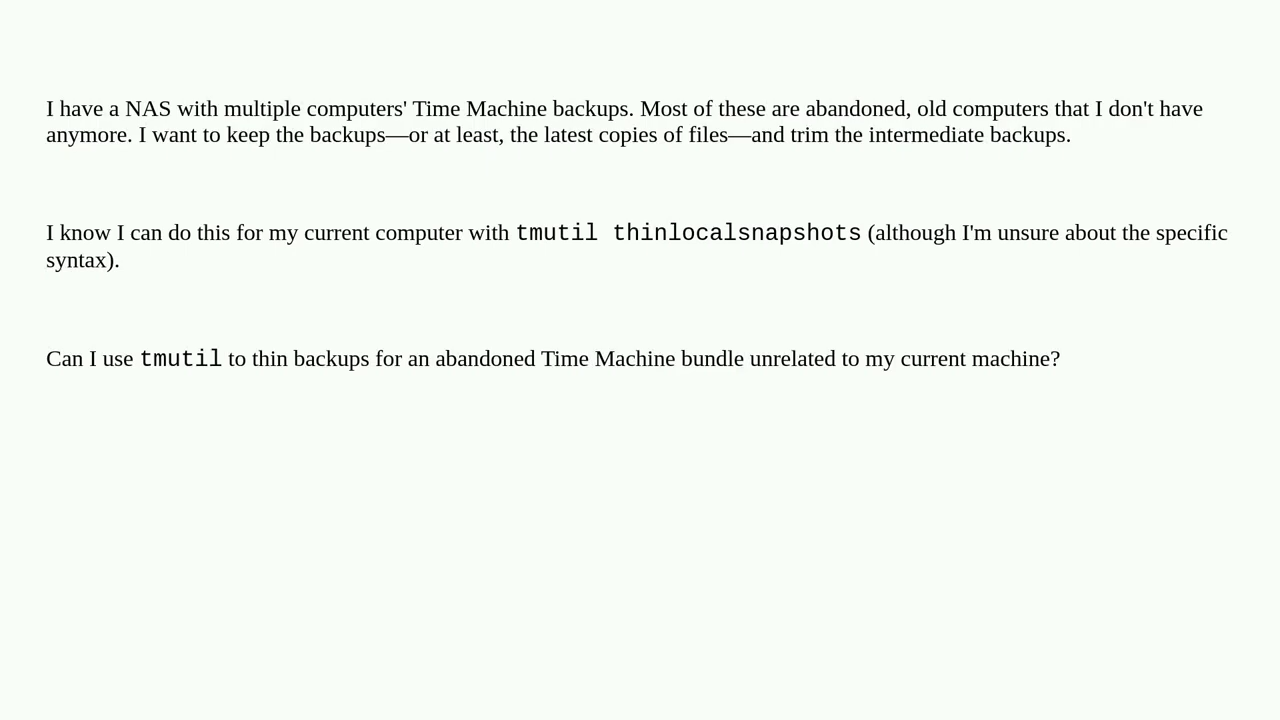 I have a NAS with multiple computers' Time Machine backups. Most of these are abandoned, old computers that I don't have
anymore. I want to keep the backups—or at least, the latest copies of files—and trim the intermediate backups.
I know I can do this for my current computer with tmutil thinlocalsnapshots (although I'm unsure about the specific
syntax).
Can I use tmutil to thin backups for an abandoned Time Machine bundle unrelated to my current machine?